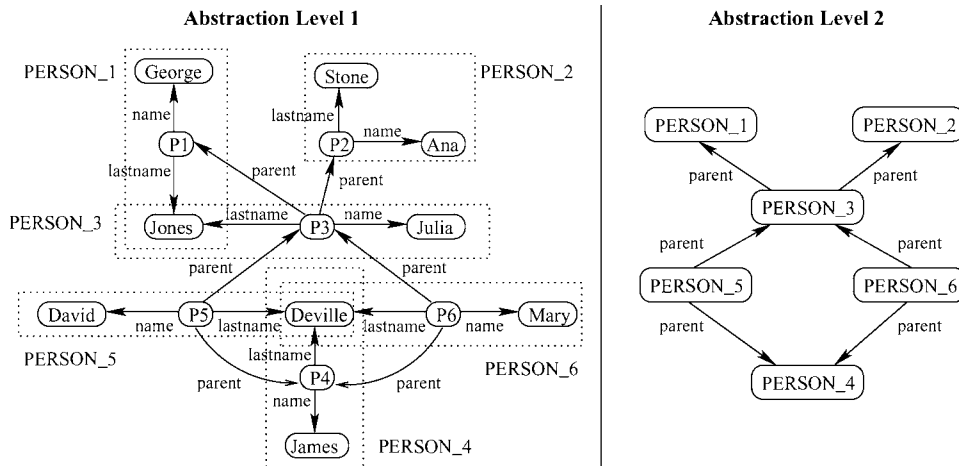 Abstraction Level 1
Abstraction Level 2
PERSON_1
George
Stone
PERSON_2
name
lastname
P1
P2
name
Ana
lastname
parent
parent
PERSON_3
Jones
lastname
P3
name
Julia
parent
parent
David
name
P5
lastname
Deville
lastname
P6
name
Mary
PERSON_5
lastname
PERSON_6
parent
P4
parent
name
James
PERSON_4
PERSON_1
PERSON_2
parent
parent
PERSON_3
parent
parent
PERSON_5
PERSON_6
parent
parent
PERSON_4